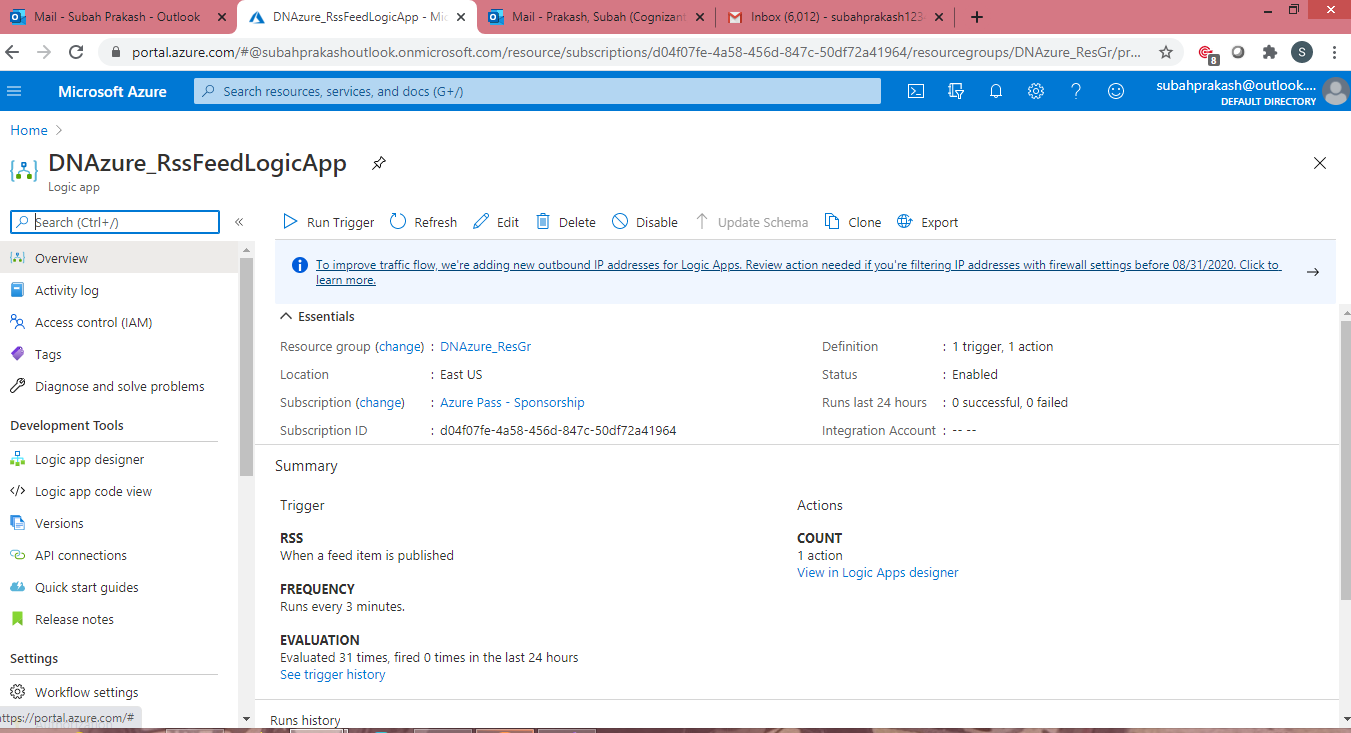 Mail - Subah Prakash - Outlook
DNAzure_RssFeedLogicApp - Mic
Mail - Prakash, Subah (Cognizant
Inbox (6,012) - subahprakash123
portal.azure.com/#@subahprakashoutlook.onmicrosoft.com/resource/subscriptions/d04f07fe-4a58-456d-847c-50df72a41964/resourcegroups/DNAzure_ResGr/pr...
8
S
Microsoft Azure
Search resources, services, and docs (G+/)
subahprakash@outlook....
DEFAULT DIRECTORY
Home
DNAzure_RssFeedLogicApp
Logic app
Search (Ctrl+/)
Run Trigger
Refresh
Edit
Delete
Disable
Update Schema
Clone
Export
Overview
Activity log
Access control (IAM)
Tags
Diagnose and solve problems
Development Tools
Logic app designer
Logic app code view
Versions
API connections
Quick start guides
Release notes
Settings
Workflow settings
https://portal.azure.com/#
To improve traffic flow, we're adding new outbound IP addresses for Logic Apps. Review action needed if you're filtering IP addresses with firewall settings before 08/31/2020. Click to
learn more.
Essentials
Resource group (change) : DNAzure_ResGr
Location : East US
Subscription (change) : Azure Pass - Sponsorship
Subscription ID : d04f07fe-4a58-456d-847c-50df72a41964
Definition : 1 trigger, 1 action
Status : Enabled
Runs last 24 hours : 0 successful, 0 failed
Integration Account : -- --
Summary
Trigger
RSS
When a feed item is published
FREQUENCY
Runs every 3 minutes.
EVALUATION
Evaluated 31 times, fired 0 times in the last 24 hours
See trigger history
Actions
COUNT
1 action
View in Logic Apps designer
Runs history